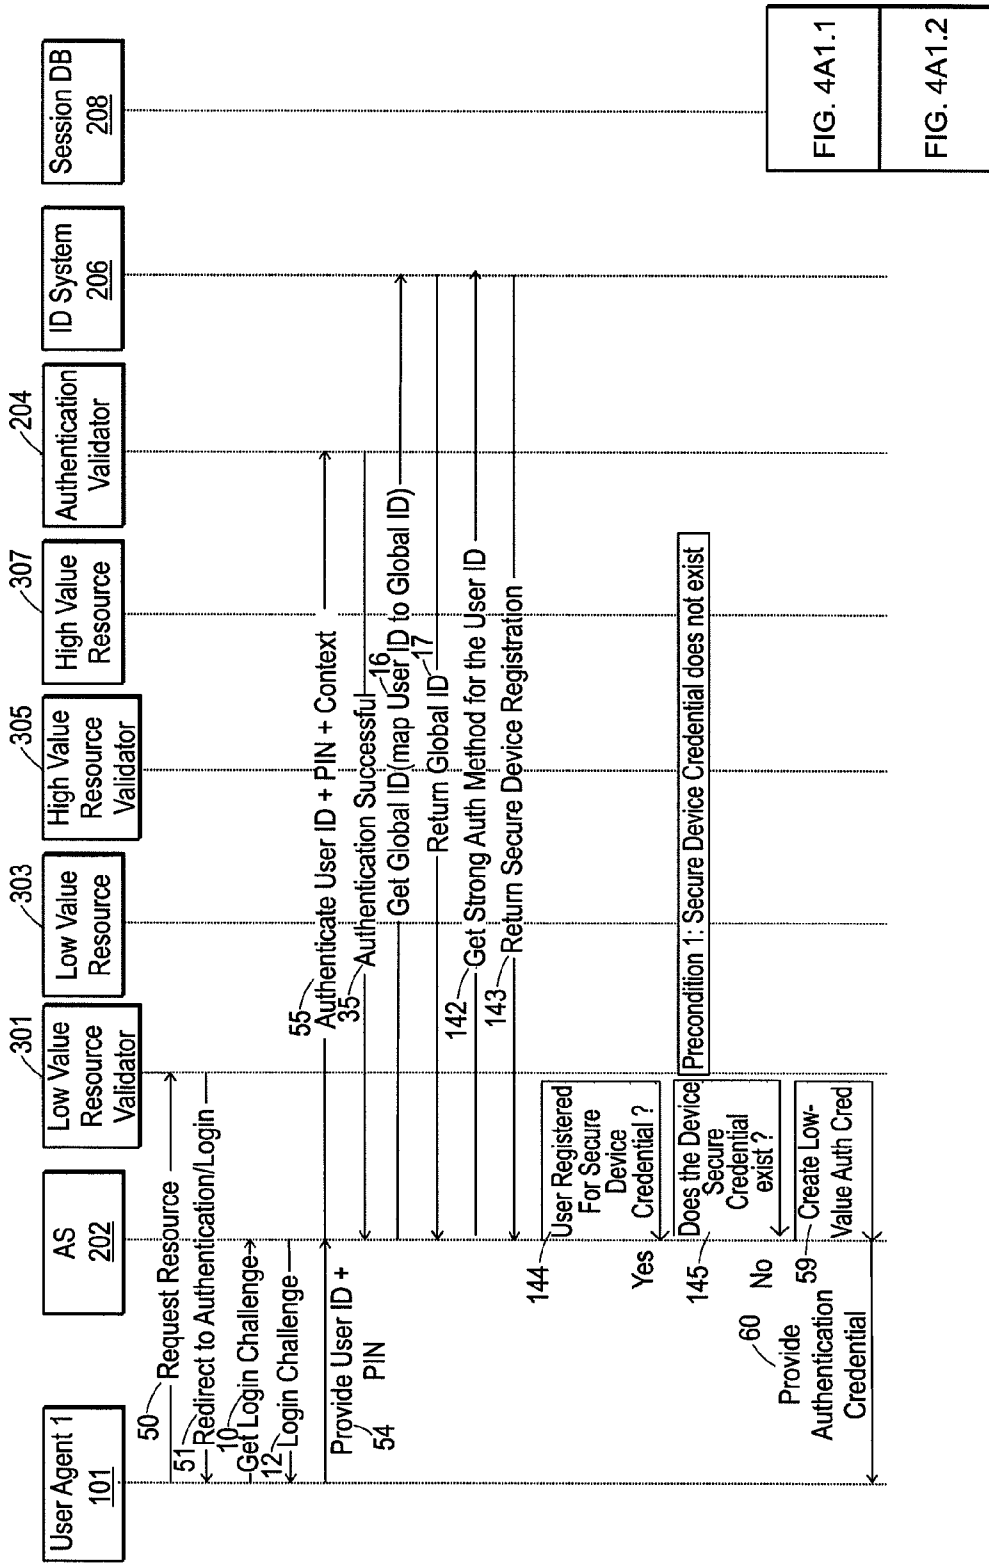 User Agent 1
101
AS
202
301
Low Value
Resource
Validator
303
Low Value
Resource
305
High Value
Resource
Validator
307
High Value
Resource
204
Authentication
Validator
ID System
206
Session DB
208
50
Request Resource
51
Redirect to Authentication/Login
10
Get Login Challenge
12
Login Challenge
Provide User ID +
PIN
54
55
Authenticate User ID + PIN + Context
35
Authentication Successful
16
Get Global ID(map User ID to Global ID)
17
Return Global ID
142
Get Strong Auth Method for the User ID
143
Return Secure Device Registration
144
User Registered
For Secure
Device
Credential ?
Yes
145
Does the Device
Secure
Credential
exist ?
Precondition 1: Secure Device Credential does not exist
No
59
Create Low-
Value Auth Cred
60
Provide
Authentication
Credential
FIG. 4A1.1
FIG. 4A1.2